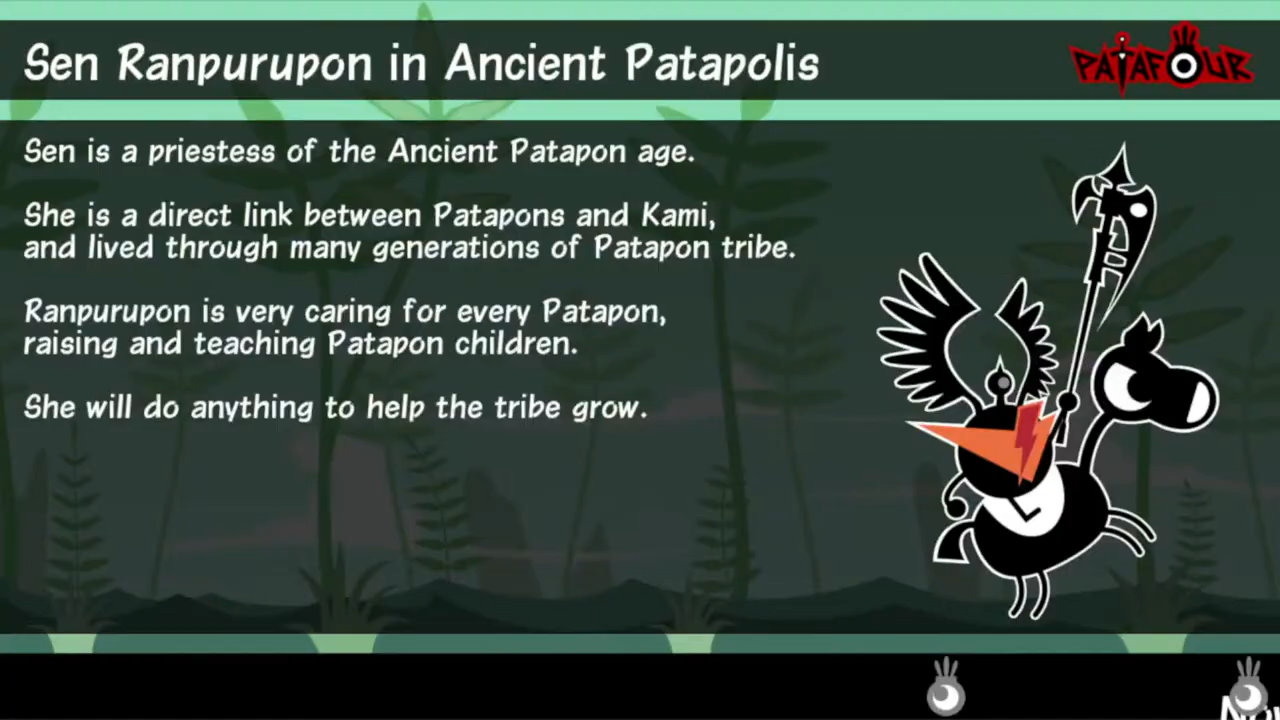 Sen Ranpurupon in Ancient Patapolis
PATAFOUR
Sen is a priestess of the Ancient Patapon age.
She is a direct link between Patapons and Kami,
and lived through many generations of Patapon tribe.
Ranpurupon is very caring for every Patapon,
raising and teaching Patapon children.
She will do anything to help the tribe grow.